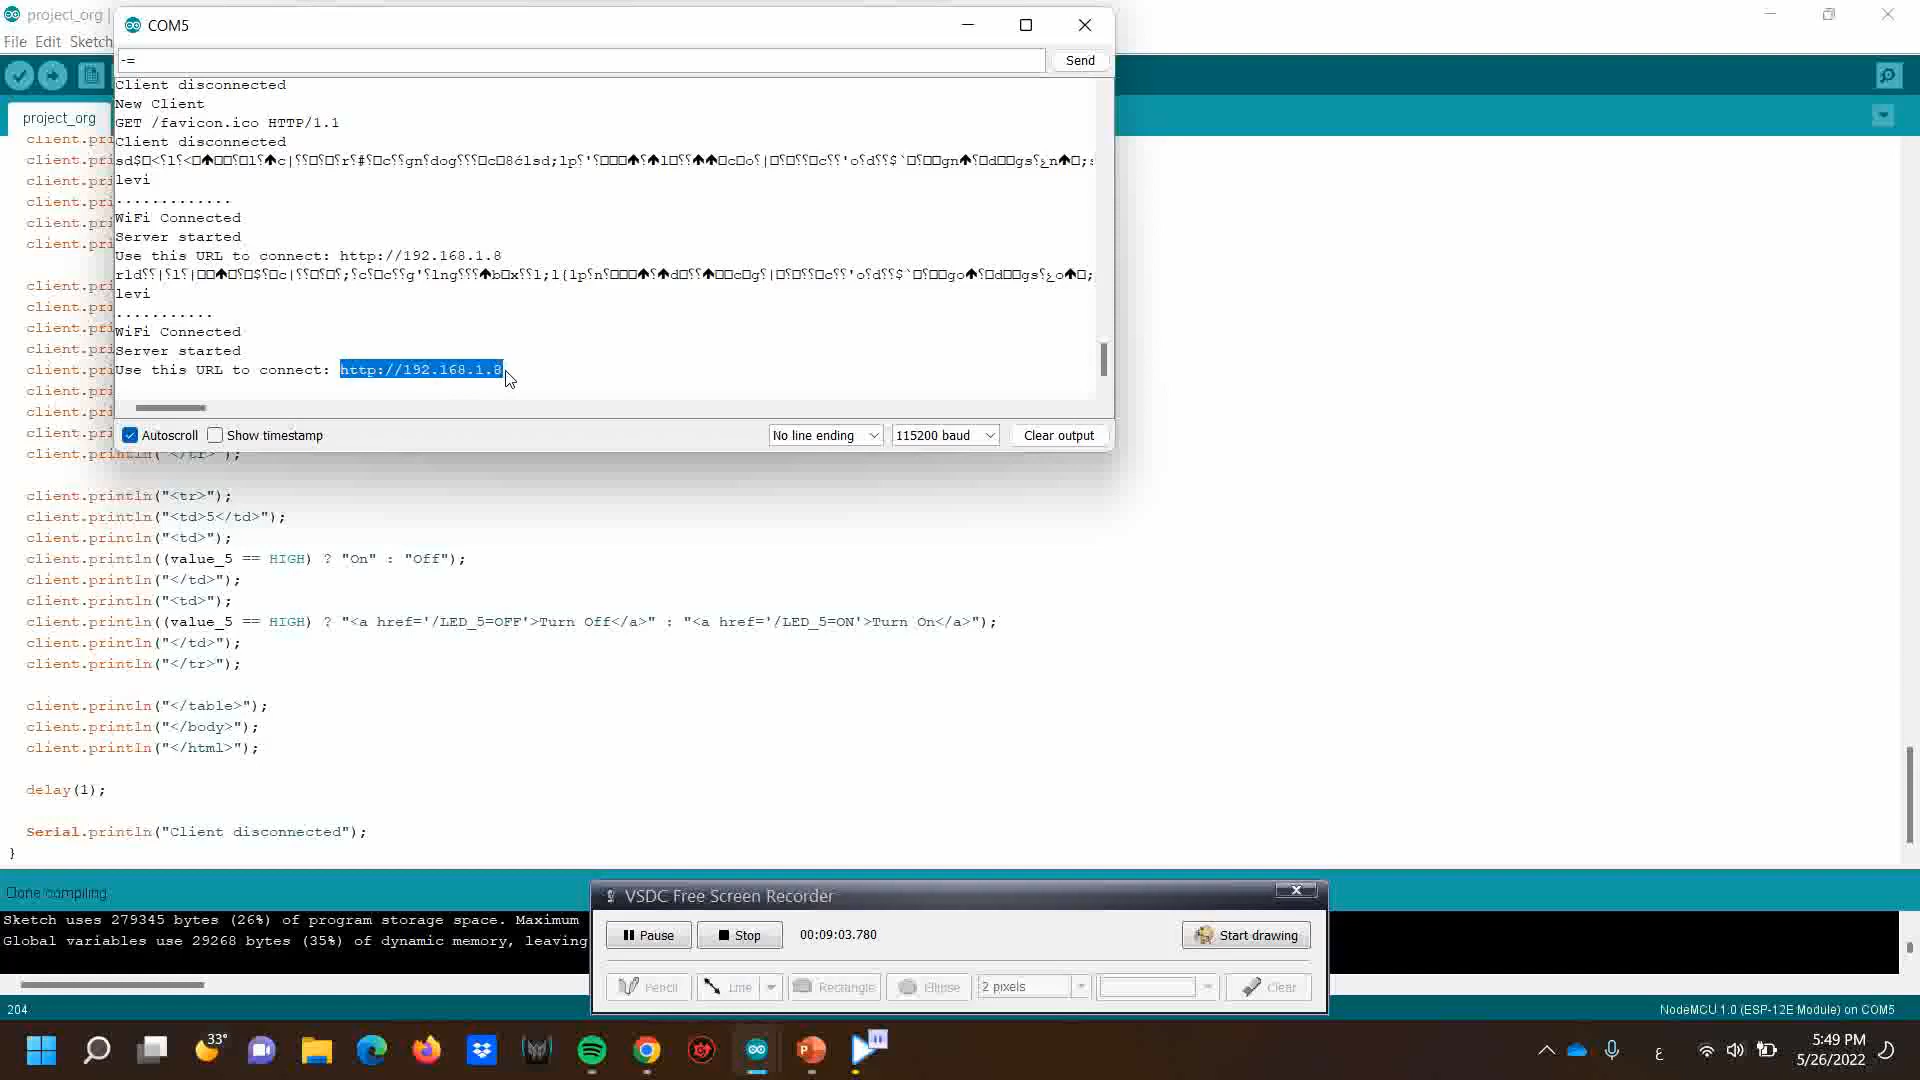 project_org
COM5
File Edit Sketch
-=
Send
Client disconnected
New Client
GET /favicon.ico HTTP/1.1
Client disconnected
project_org
levi
.............
WiFi Connected
Server started
Use this URL to connect: http://192.168.1.8
levi
...........
WiFi Connected
Server started
Use this URL to connect: http://192.168.1.8
Autoscroll Show timestamp No line ending 115200 baud Clear output
client.println("</tr>");
client.println("<tr>");
client.println("<td>5</td>");
client.println("<td>");
client.println((value_5 == HIGH) ? "On" : "Off");
client.println("</td>");
client.println("<td>");
client.println((value_5 == HIGH) ? "<a href='/LED_5=OFF'>Turn Off</a>" : "<a href='/LED_5=ON'>Turn On</a>");
client.println("</td>");
client.println("</tr>");
client.println("</table>");
client.println("</body>");
client.println("</html>");
delay(1);
Serial.println("Client disconnected");
}
Done compiling
Sketch uses 279345 bytes (26%) of program storage space. Maximum
Global variables use 29268 bytes (35%) of dynamic memory, leaving
VSDC Free Screen Recorder
Pause Stop 00:09:03.780 Start drawing
Pencil Line Rectangle Ellipse 2 pixels Clear
204
NodeMCU 1.0 (ESP-12E Module) on COM5
33°
ع
5:49 PM
5/26/2022